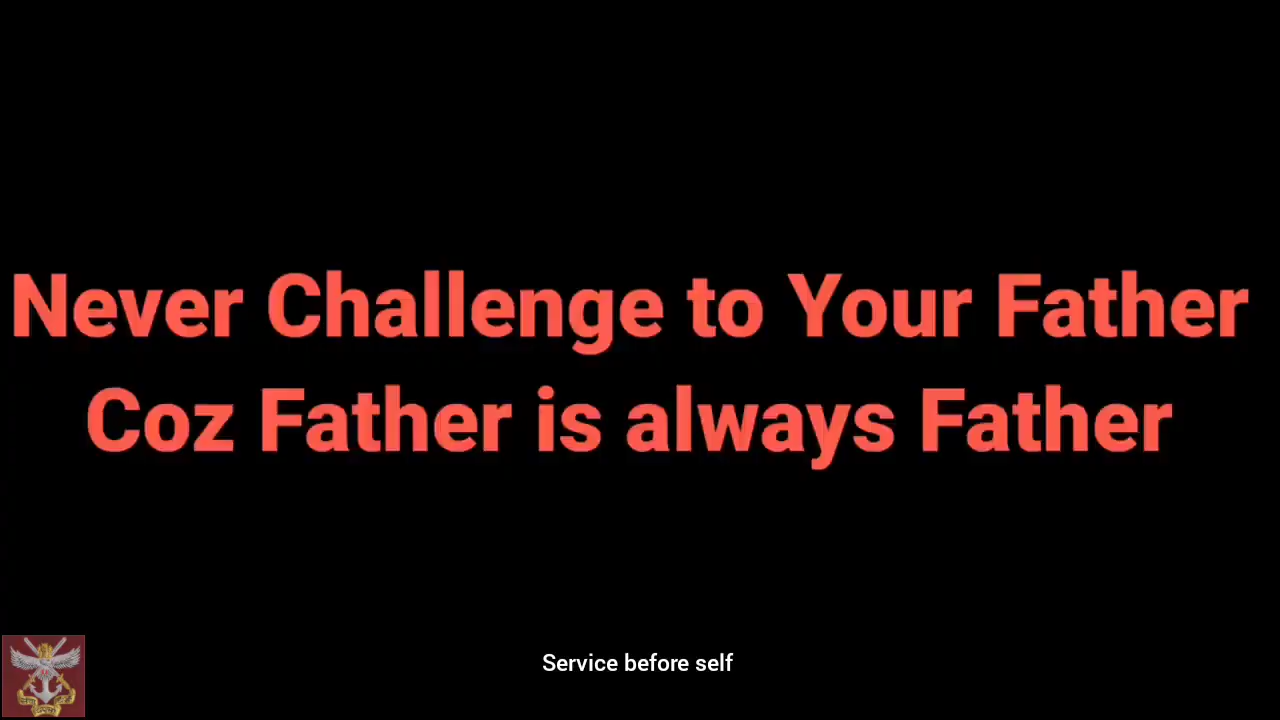 Never Challenge to Your Father
Coz Father is always Father
Service before self